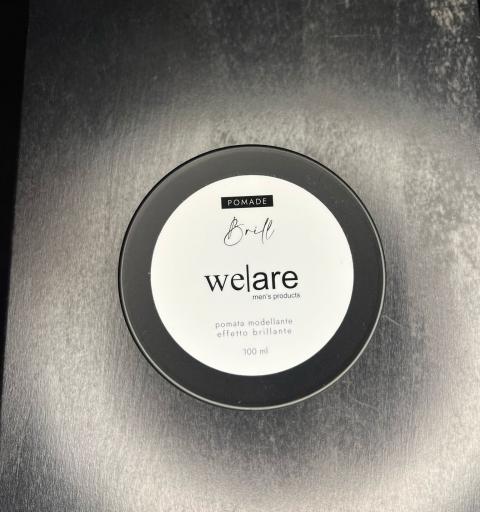 POMADE
Brill
we|are
men's products
pomata modellante
effetto brillante
100 ml